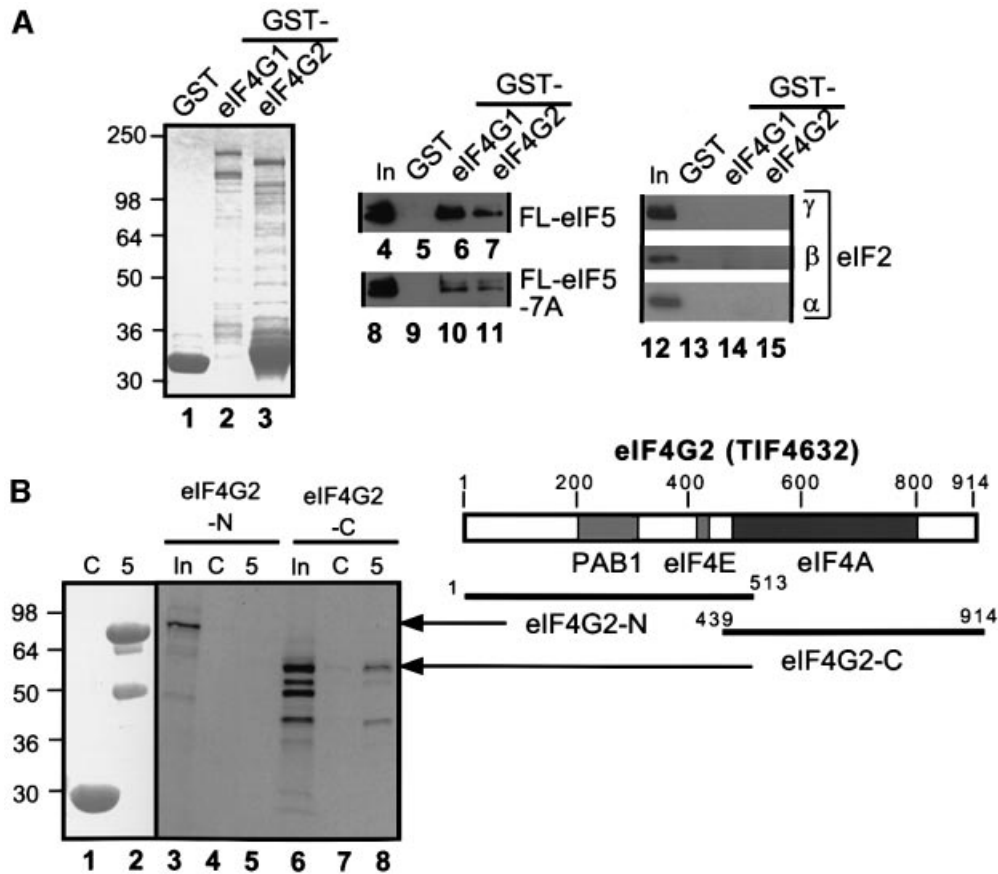 A
GST-
GST
eIF4G1
eIF4G2
250
98
64
50
36
30
1 2 3
GST-
In GST eIF4G1 eIF4G2
FL-eIF5
4 5 6 7
FL-eIF5
-7A
8 9 10 11
GST-
In GST eIF4G1 eIF4G2
γ
β eIF2
α
12 13 14 15
B
eIF4G2
-N
eIF4G2
-C
C 5 In C 5 In C 5
98
64
50
36
30
1 2 3 4 5 6 7 8
eIF4G2 (TIF4632)
1 200 400 600 800 914
PAB1 eIF4E eIF4A
1 513
eIF4G2-N
439 914
eIF4G2-C